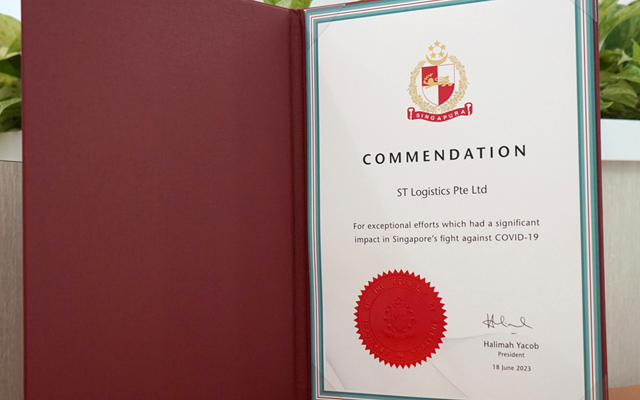 SINGAPURA
COMMENDATION
ST Logistics Pte Ltd
For exceptional efforts which had a significant
impact in Singapore's fight against COVID-19
Halimah Yacob
President
18 June 2023